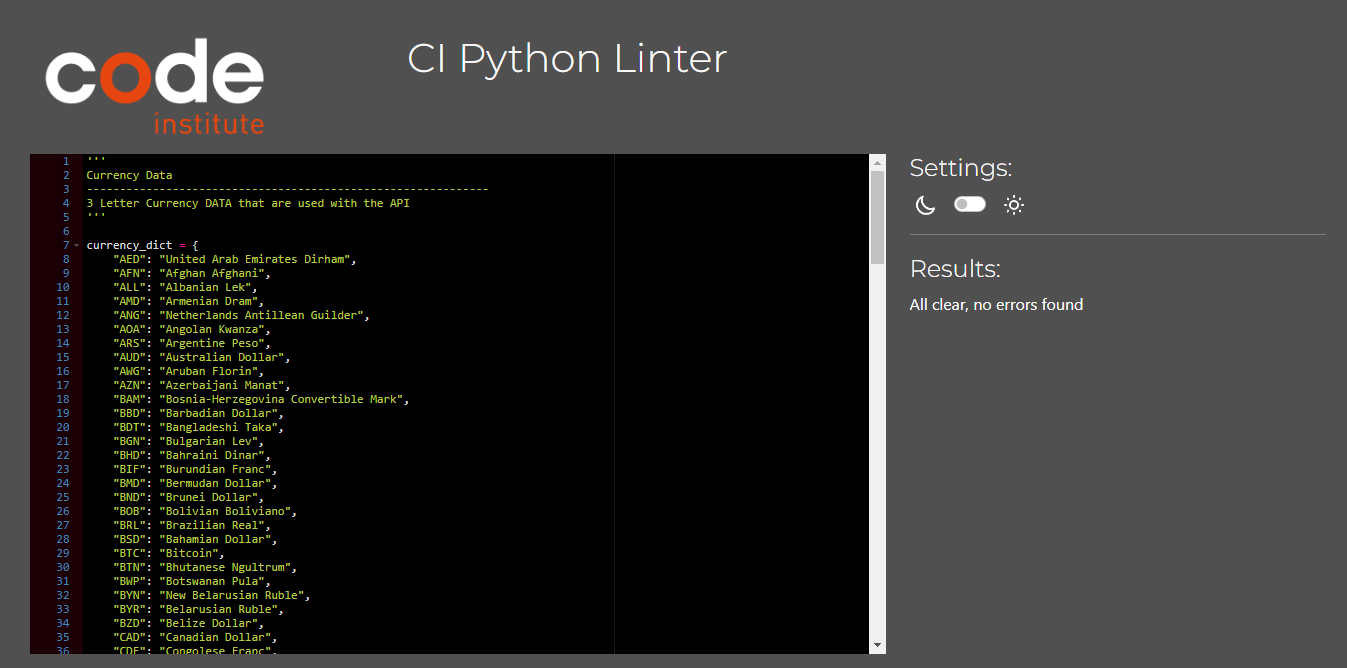 code
institute
CI Python Linter
1 '''
2 Currency Data
3 -------------------------------------------------------------
4 3 Letter Currency DATA that are used with the API
5 '''
6
7 currency_dict = {
8 "AED": "United Arab Emirates Dirham",
9 "AFN": "Afghan Afghani",
10 "ALL": "Albanian Lek",
11 "AMD": "Armenian Dram",
12 "ANG": "Netherlands Antillean Guilder",
13 "AOA": "Angolan Kwanza",
14 "ARS": "Argentine Peso",
15 "AUD": "Australian Dollar",
16 "AWG": "Aruban Florin",
17 "AZN": "Azerbaijani Manat",
18 "BAM": "Bosnia-Herzegovina Convertible Mark",
19 "BBD": "Barbadian Dollar",
20 "BDT": "Bangladeshi Taka",
21 "BGN": "Bulgarian Lev",
22 "BHD": "Bahraini Dinar",
23 "BIF": "Burundian Franc",
24 "BMD": "Bermudan Dollar",
25 "BND": "Brunei Dollar",
26 "BOB": "Bolivian Boliviano",
27 "BRL": "Brazilian Real",
28 "BSD": "Bahamian Dollar",
29 "BTC": "Bitcoin",
30 "BTN": "Bhutanese Ngultrum",
31 "BWP": "Botswanan Pula",
32 "BYN": "New Belarusian Ruble",
33 "BYR": "Belarusian Ruble",
34 "BZD": "Belize Dollar",
35 "CAD": "Canadian Dollar",
36 "CDF": "Congolese Franc",
Settings:
Results:
All clear, no errors found